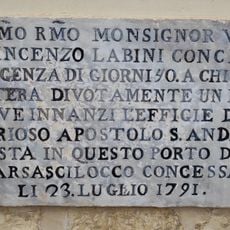 MO RMO MONSIGNOR V
NCENZO LABINI CONC
GENZA DI GIORNI 40. A CHI
TERA DIVOTAMENTE UN
VE INNANZI L'EFFIGIE D
RIOSO APOSTOLO S. AND
STA IN QUESTO PORTO D
ARSASCILOCCO CONCESSA
LI 23. LUGLIO 1791.